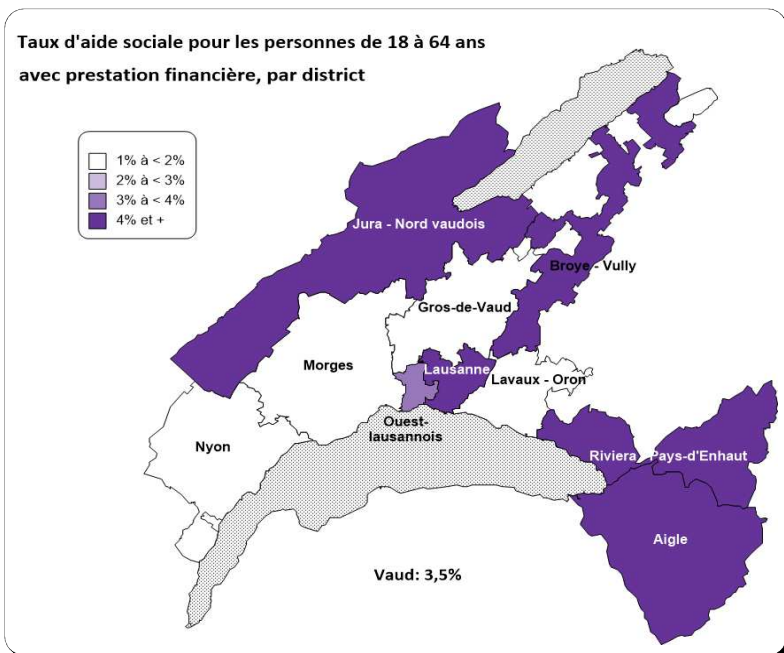 Taux d'aide sociale pour les personnes de 18 à 64 ans
avec prestation financière, par district
1% à < 2%
2% à < 3%
3% à < 4%
4% et +
Jura - Nord vaudois
Broye - Vully
Gros-de-Vaud
Morges
Lausanne
Lavaux - Oron
Ouest-
lausannois
Nyon
Riviera - Pays-d'Enhaut
Aigle
Vaud: 3,5%